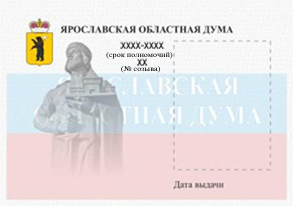 ЯРОСЛАВСКАЯ ОБЛАСТНАЯ ДУМА
XXXX-XXXX
(срок полномочий)
XX
(№ созыва)
ЯРОСЛАВСКАЯ
ОБЛАСТНАЯ ДУМА
Дата выдачи